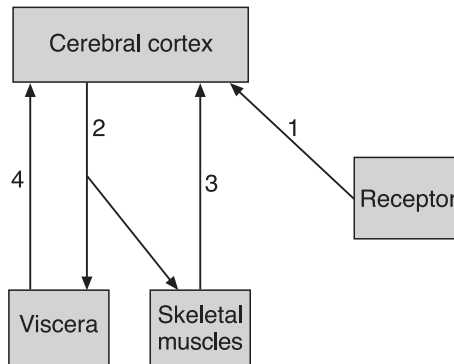 Cerebral cortex
1
2
4
3
Receptor
Viscera
Skeletal
muscles